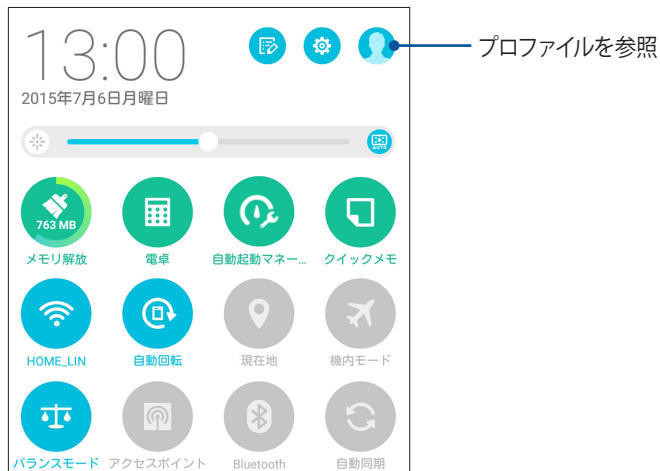 13:00
プロファイルを参照
2015年7月6日月曜日
AUTO
763 MB
メモリ解放 電卓 自動起動マネー... クイックメモ
HOME_LIN 自動回転 現在地 機内モード
バランスモード アクセスポイント Bluetooth 自動同期